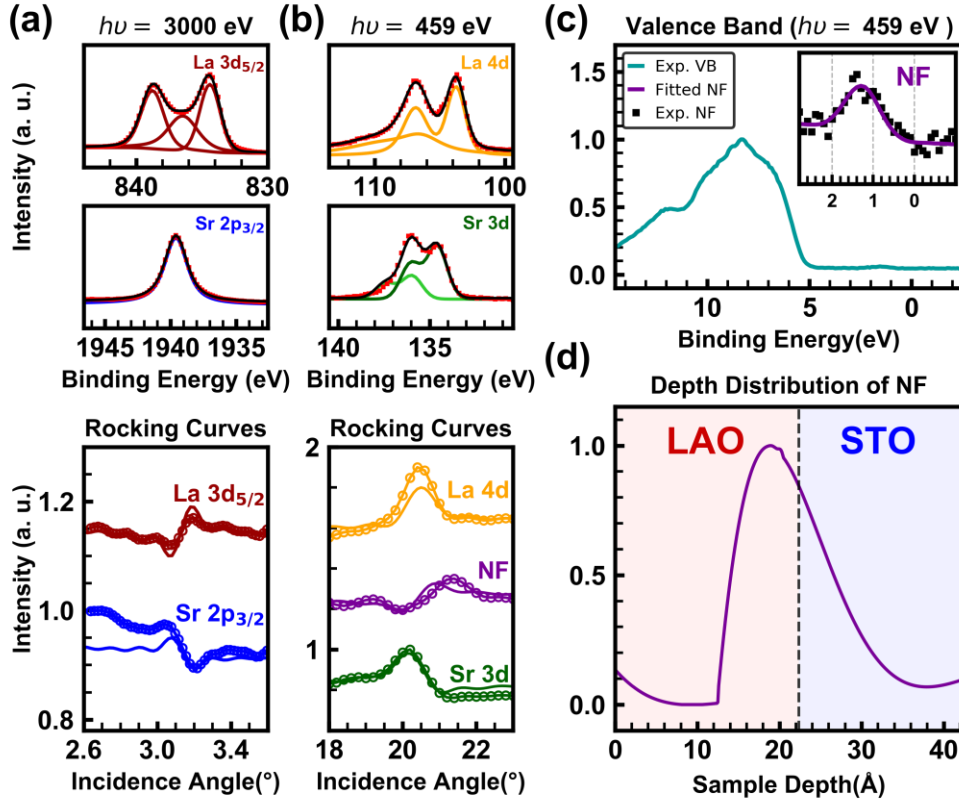 (a)
hυ = 3000 eV
La 3d5/2
840
830
Sr 2p3/2
1945
1940
1935
Binding Energy (eV)
Intensity (a. u.)
(b)
hυ = 459 eV
La 4d
110
100
Sr 3d
140
135
Binding Energy (eV)
(c)
Valence Band (hυ = 459 eV )
Exp. VB
Fitted NF
Exp. NF
NF
2
1
0
1.5
1.0
0.5
0.0
10
5
0
Binding Energy(eV)
Rocking Curves
La 3d5/2
Sr 2p3/2
1.2
1.0
0.8
2.6
3.0
3.4
Incidence Angle(°)
Intensity (a. u.)
Rocking Curves
2
1
La 4d
NF
Sr 3d
18
20
22
Incidence Angle(°)
(d)
Depth Distribution of NF
LAO
STO
1.0
0.5
0.0
0
10
20
30
40
Sample Depth(Å)